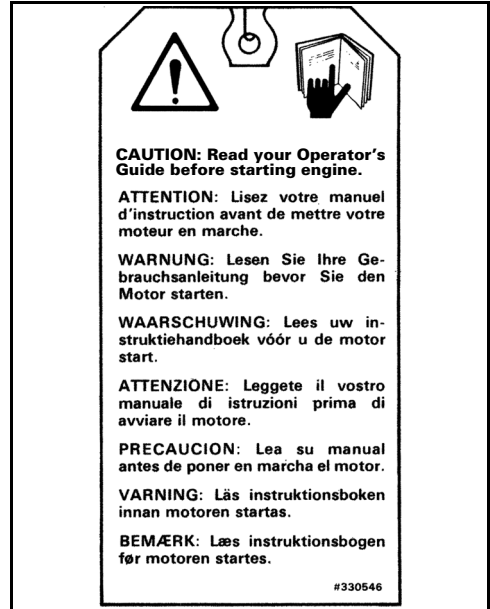 CAUTION: Read your Operator's
Guide before starting engine.
ATTENTION: Lisez votre manuel
d'instruction avant de mettre votre
moteur en marche.
WARNUNG: Lesen Sie Ihre Ge-
brauchsanleitung bevor Sie den
Motor starten.
WAARSCHUWING: Lees uw in-
struktiehandboek vóór u de motor
start.
ATTENZIONE: Leggete il vostro
manuale di istruzioni prima di
avviare il motore.
PRECAUCION: Lea su manual
antes de poner en marcha el motor.
VARNING: Läs instruktionsboken
innan motoren startas.
BEMÆRK: Læs instruktionsbogen
før motoren startes.
#330546